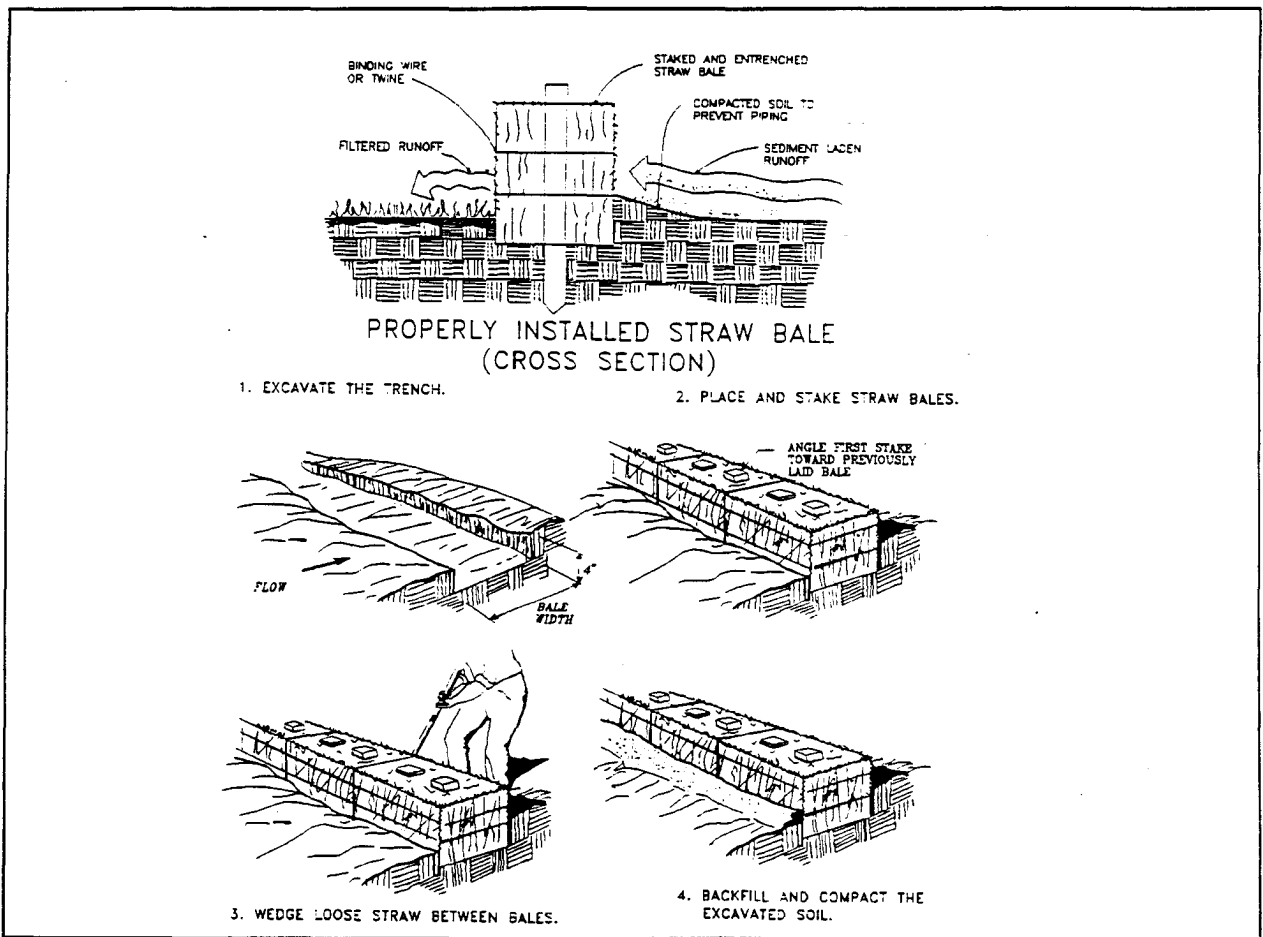 BINDING WIRE
OR TWINE
STAKED AND ENTRENCHED
STRAW BALE
COMPACTED SOIL TO
PREVENT PIPING
FILTERED RUNOFF
SEDIMENT LADEN
RUNOFF
PROPERLY INSTALLED STRAW BALE
(CROSS SECTION)
1. EXCAVATE THE TRENCH.
2. PLACE AND STAKE STRAW BALES.
ANGLE FIRST STAKE
TOWARD PREVIOUSLY
LAID BALE
FLOW
4"
BALE
WIDTH
3. WEDGE LOOSE STRAW BETWEEN BALES.
4. BACKFILL AND COMPACT THE
EXCAVATED SOIL.